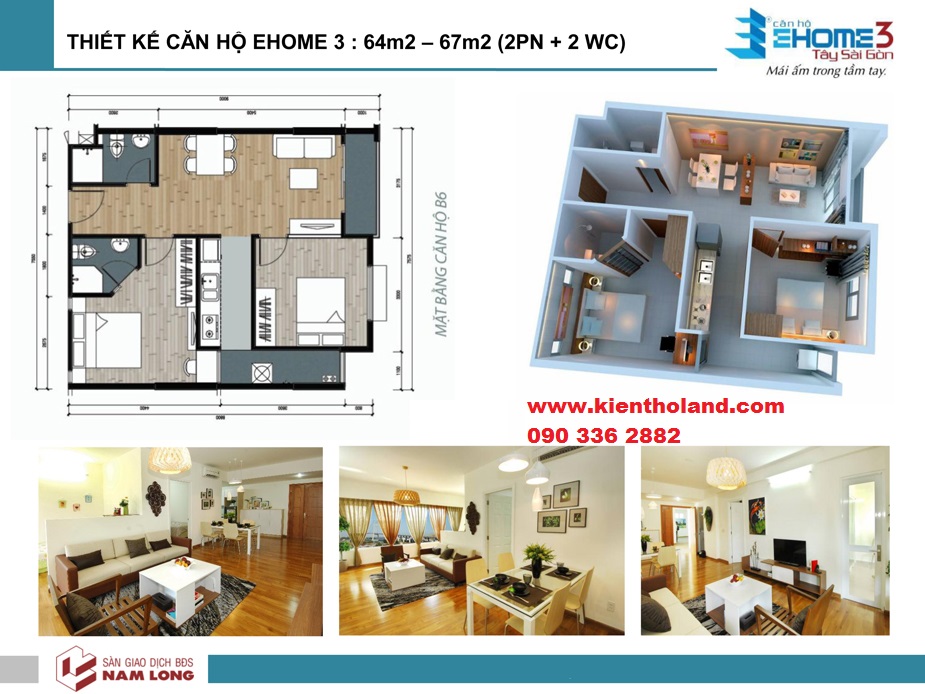 THIẾT KẾ CĂN HỘ EHOME 3 : 64m2 – 67m2 (2PN + 2 WC)
căn hộ
EHOME3
Tây Sài Gòn
Mái ấm trong tầm tay.
MẶT BẰNG CĂN HỘ B6
www.kientholand.com
090 336 2882
SÀN GIAO DỊCH BĐS
NAM LONG